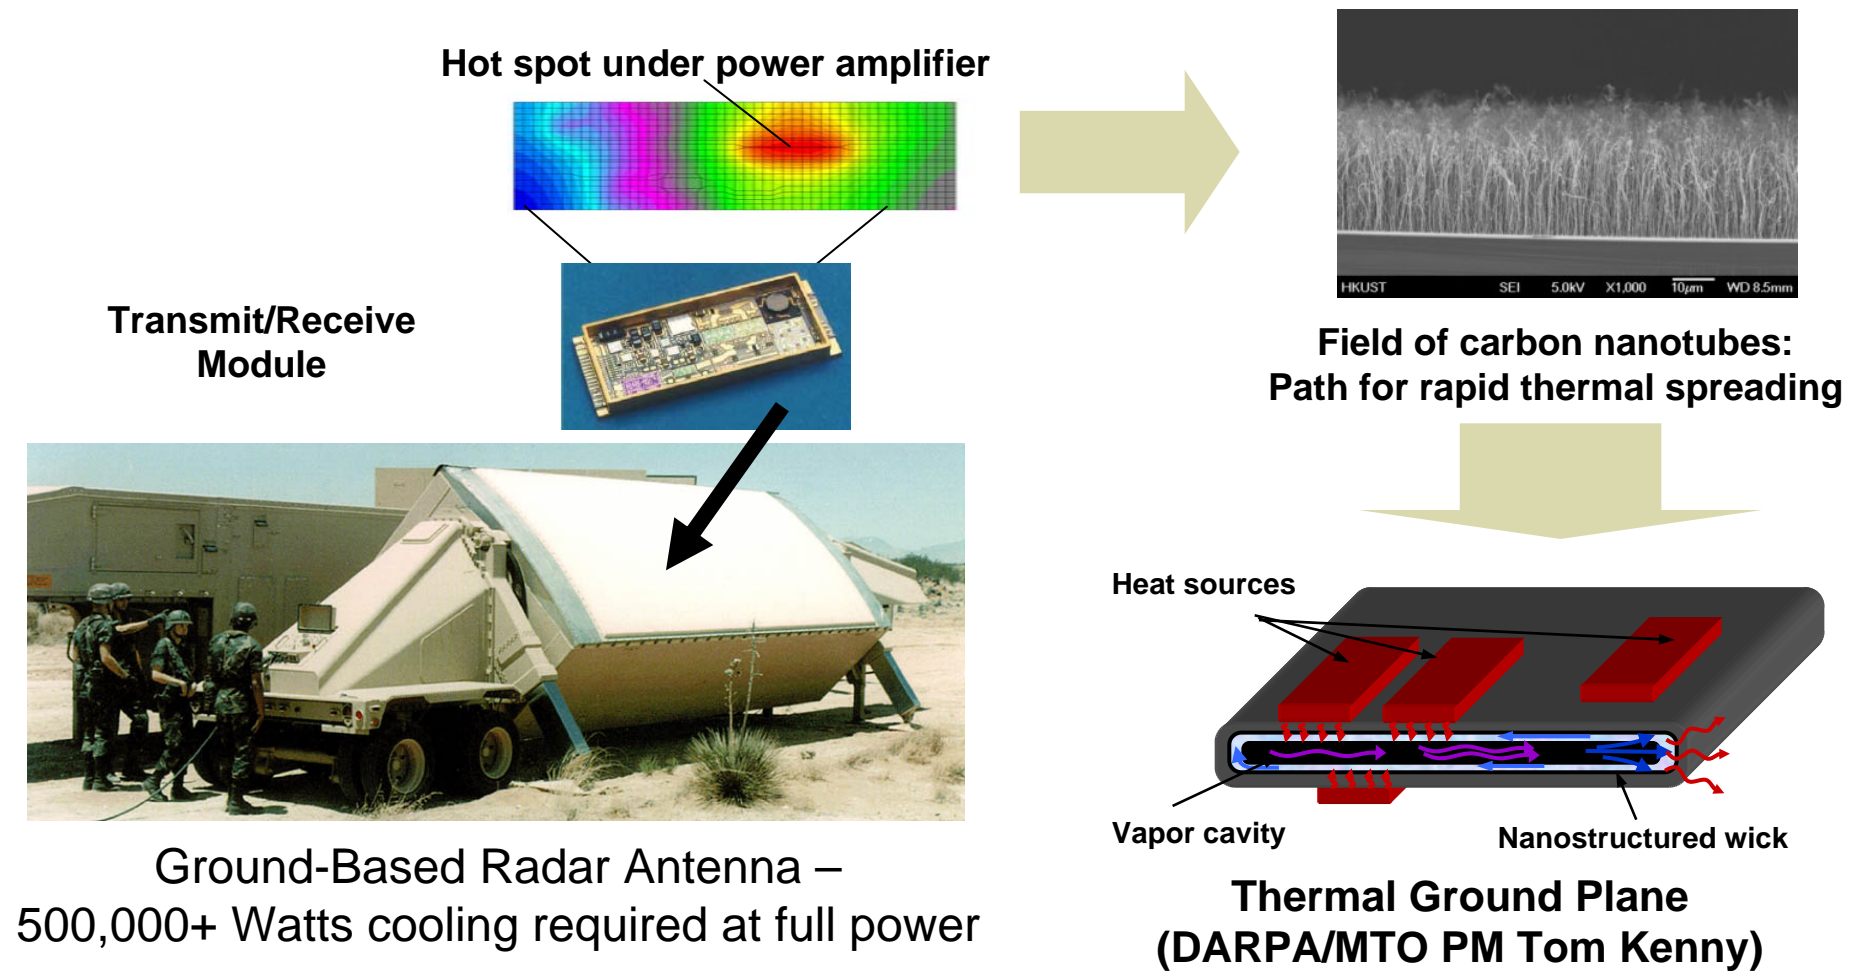 Hot spot under power amplifier
Transmit/Receive
Module
Ground-Based Radar Antenna –
500,000+ Watts cooling required at full power
HKUST SEI 5.0kV X1,000 10μm WD 8.5mm
Field of carbon nanotubes:
Path for rapid thermal spreading
Heat sources
Vapor cavity
Nanostructured wick
Thermal Ground Plane
(DARPA/MTO PM Tom Kenny)